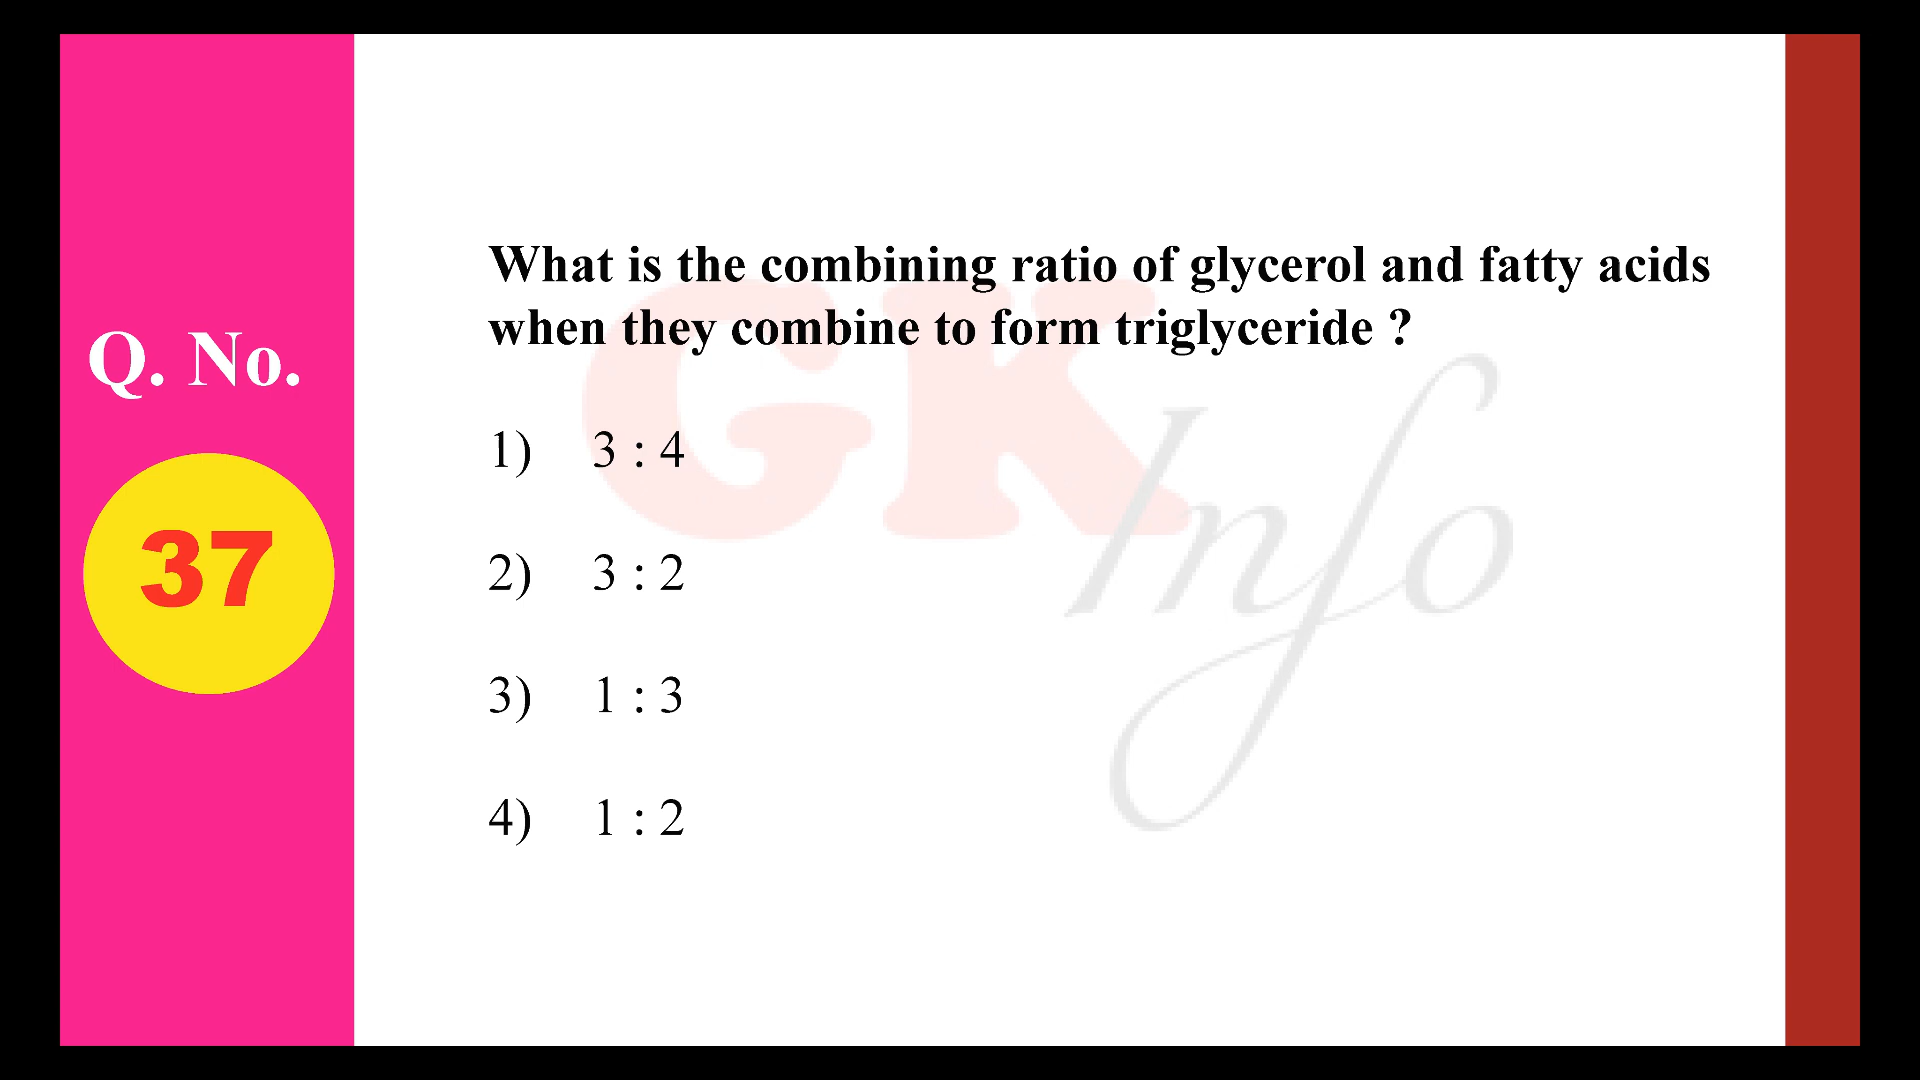 Q. No.
37
What is the combining ratio of glycerol and fatty acids
when they combine to form triglyceride ?
1) 3 : 4
2) 3 : 2
3) 1 : 3
4) 1 : 2
GK
Info